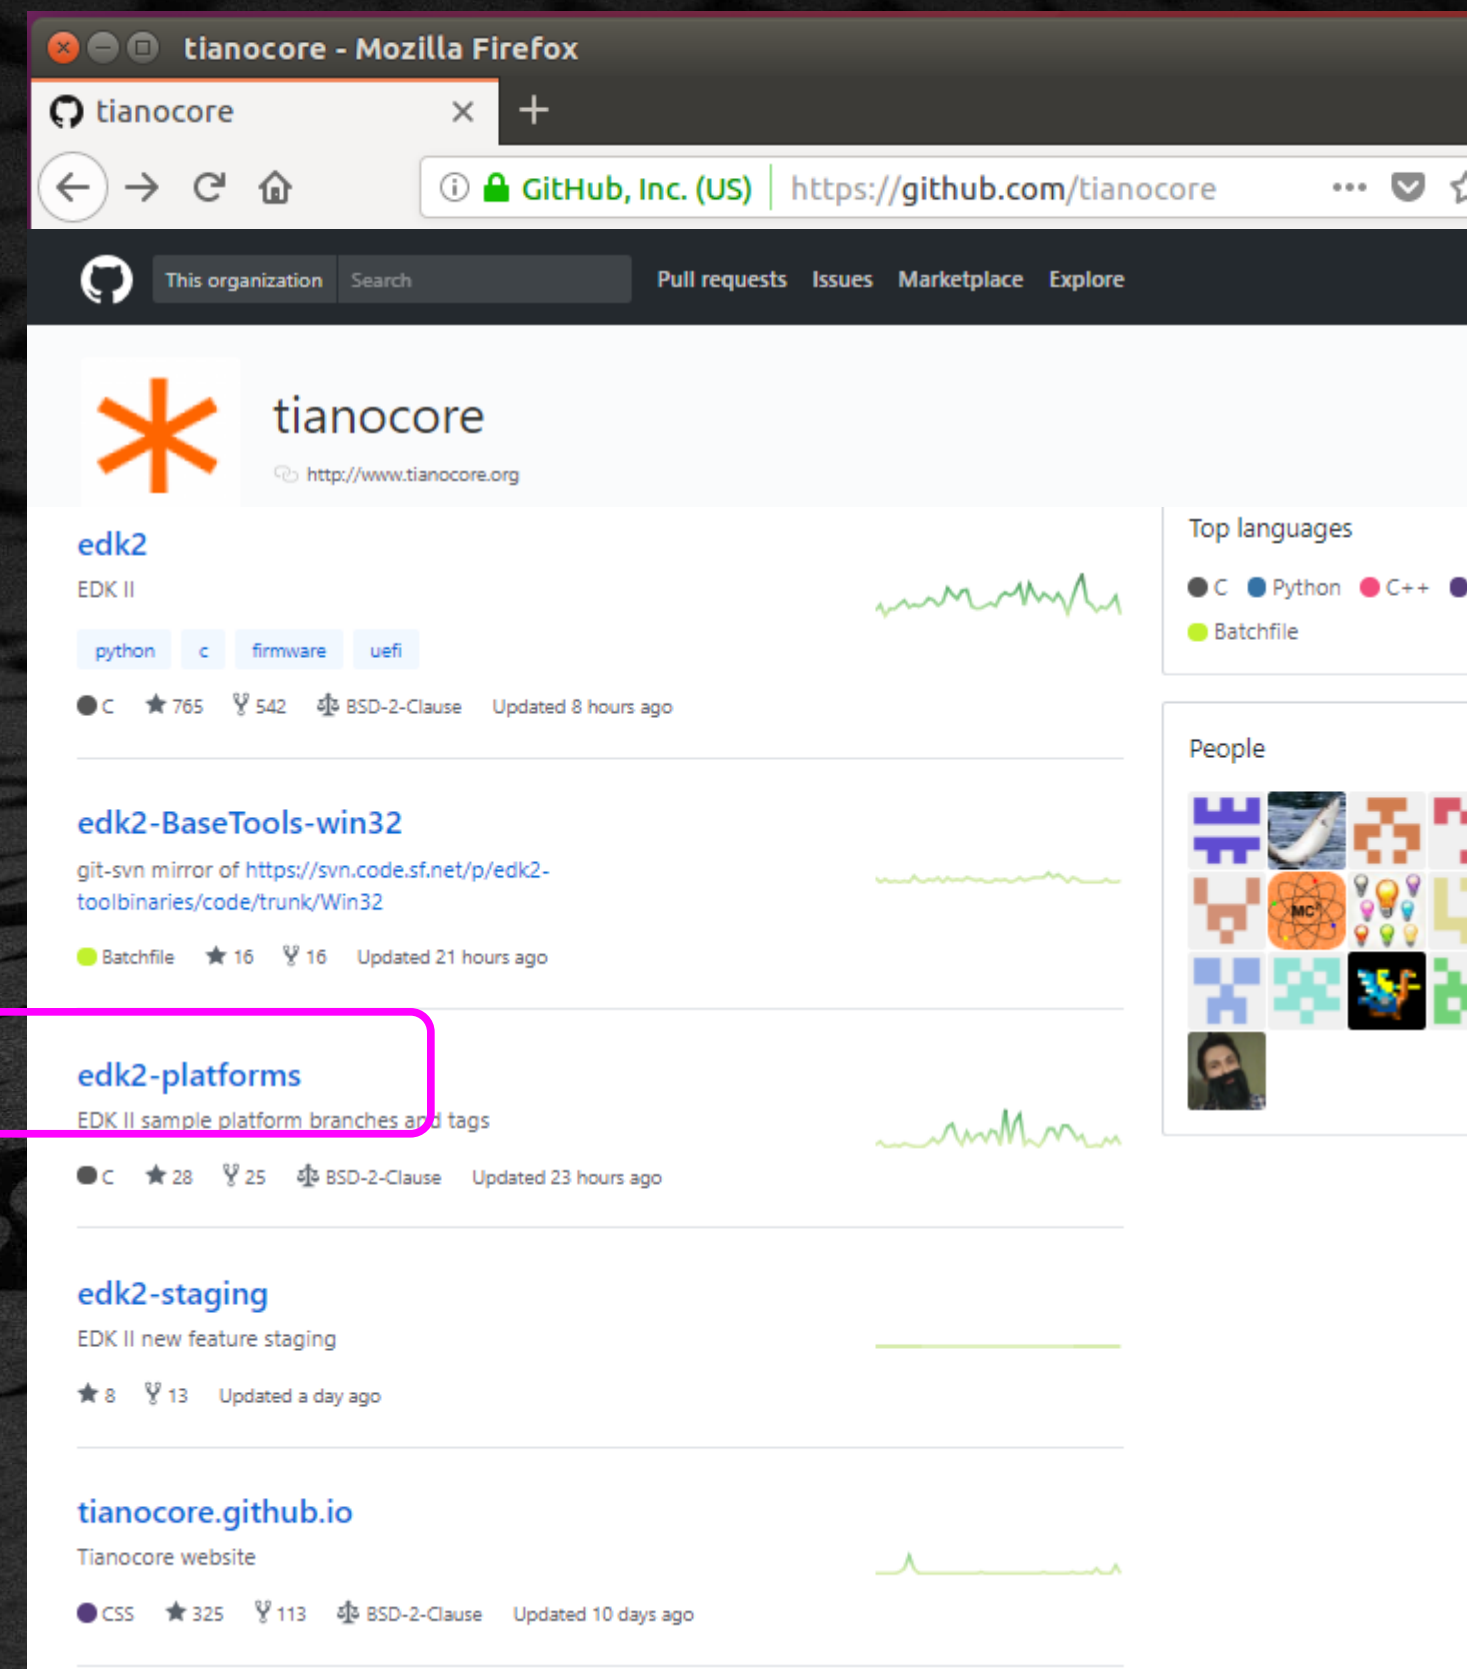 tianocore - Mozilla Firefox
tianocore
GitHub, Inc. (US) https://github.com/tianocore
This organization Search Pull requests Issues Marketplace Explore
tianocore
http://www.tianocore.org
edk2
EDK II
python c firmware uefi
C 765 542 BSD-2-Clause Updated 8 hours ago
edk2-BaseTools-win32
git-svn mirror of https://svn.code.sf.net/p/edk2-
toolbinaries/code/trunk/Win32
Batchfile 16 16 Updated 21 hours ago
edk2-platforms
EDK II sample platform branches and tags
C 28 25 BSD-2-Clause Updated 23 hours ago
edk2-staging
EDK II new feature staging
8 13 Updated a day ago
tianocore.github.io
Tianocore website
CSS 325 113 BSD-2-Clause Updated 10 days ago
Top languages
C Python C++
Batchfile
People
MC²